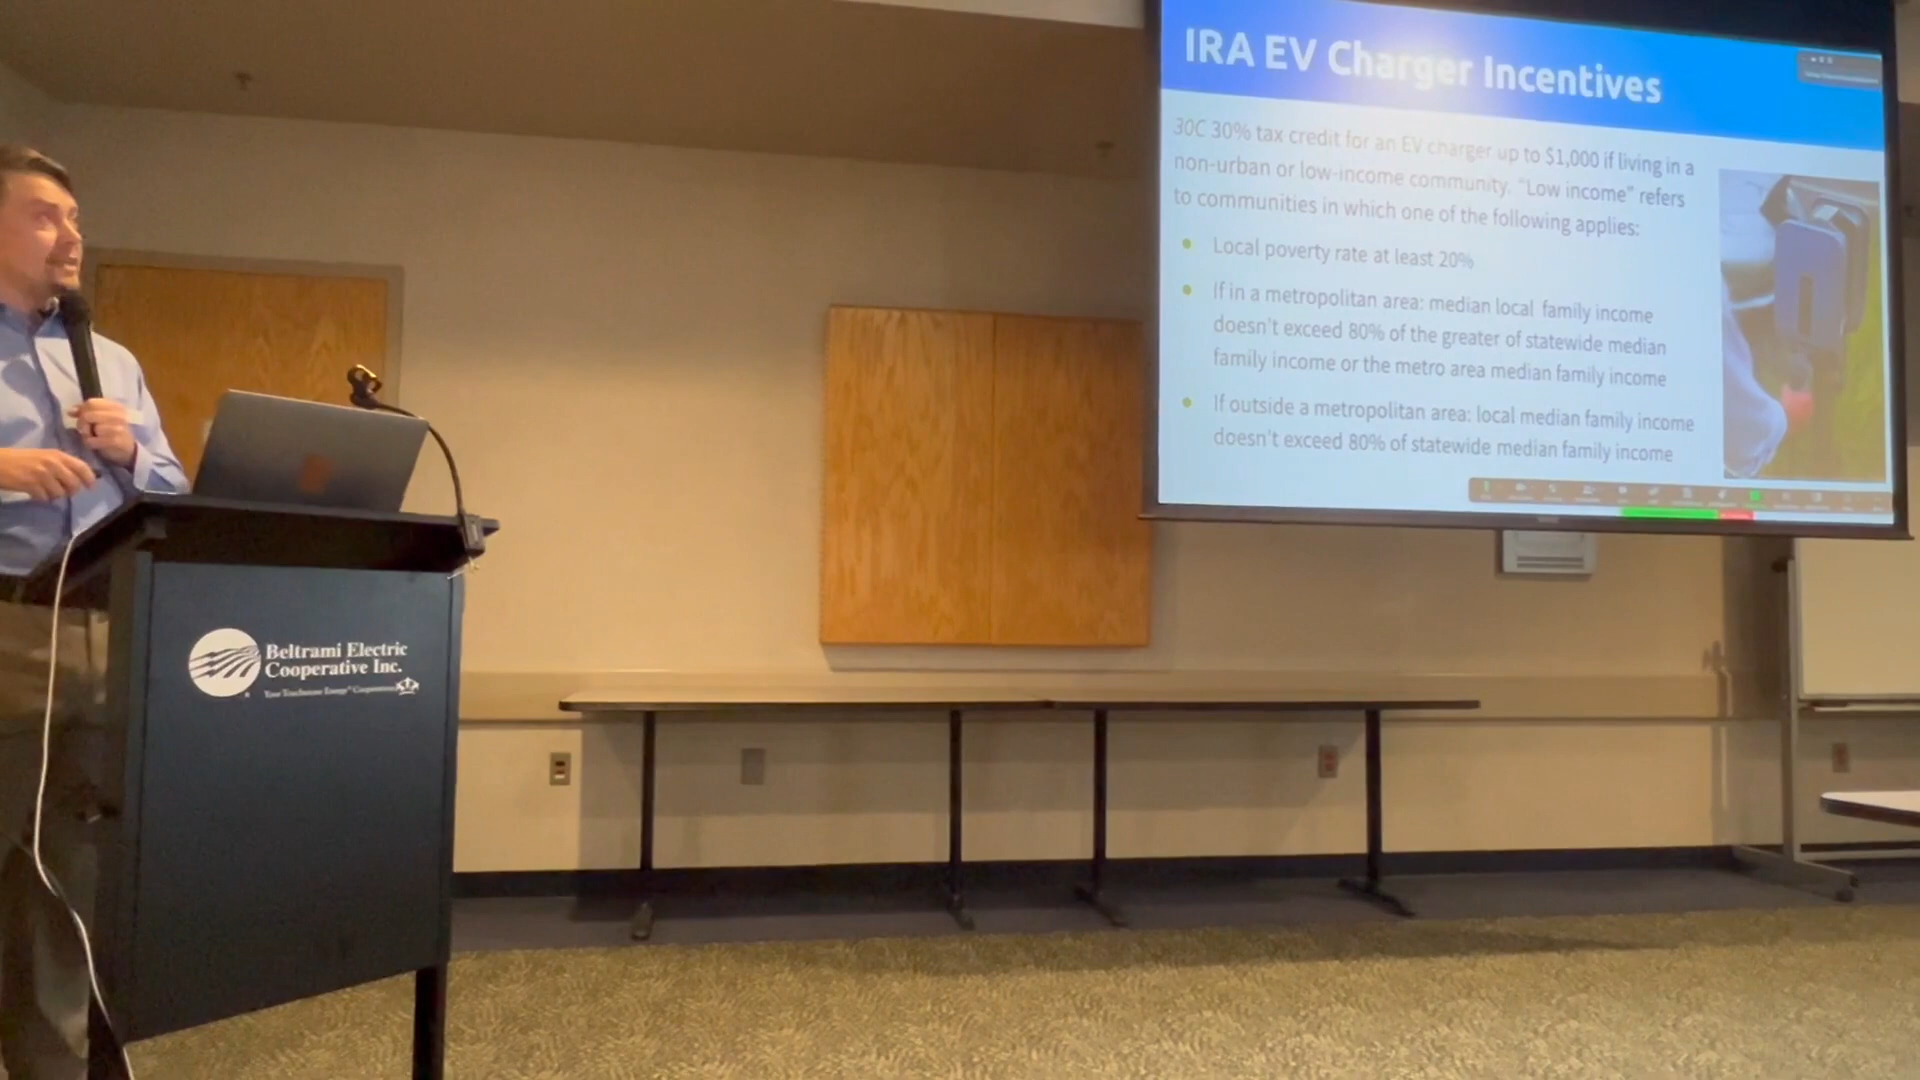 IRA EV Charger Incentives
30C 30% tax credit for an EV charger up to $1,000 if living in a
non-urban or low-income community. "Low income" refers
to communities in which one of the following applies:
• Local poverty rate at least 20%
• If in a metropolitan area: median local family income
doesn't exceed 80% of the greater of statewide median
family income or the metro area median family income
• If outside a metropolitan area: local median family income
doesn't exceed 80% of statewide median family income
Beltrami Electric
Cooperative Inc.
Your Touchstone Energy® Cooperative